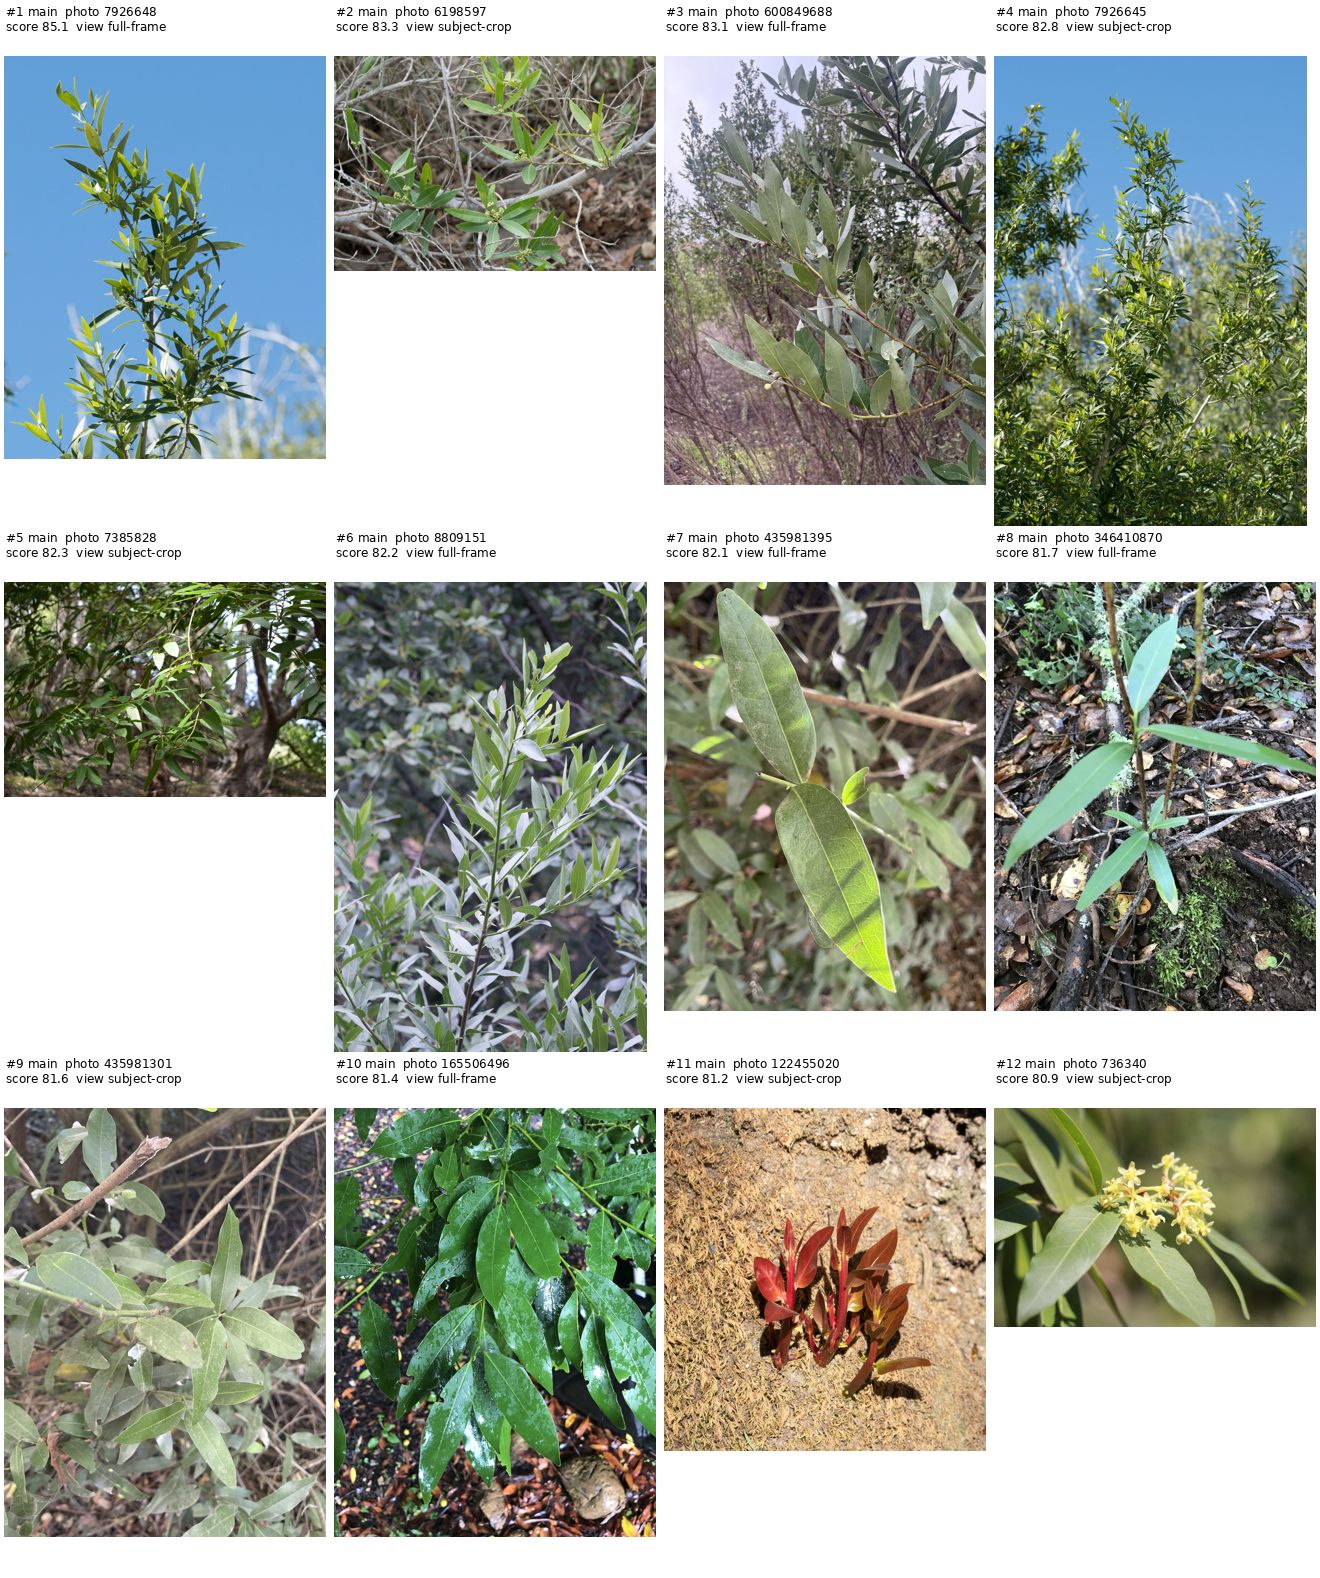 #1 main  photo 7926648
score 85.1  view full-frame
#2 main  photo 6198597
score 83.3  view subject-crop
#3 main  photo 600849688
score 83.1  view full-frame
#4 main  photo 7926645
score 82.8  view subject-crop
#5 main  photo 7385828
score 82.3  view subject-crop
#6 main  photo 8809151
score 82.2  view full-frame
#7 main  photo 435981395
score 82.1  view full-frame
#8 main  photo 346410870
score 81.7  view full-frame
#9 main  photo 435981301
score 81.6  view subject-crop
#10 main  photo 165506496
score 81.4  view full-frame
#11 main  photo 122455020
score 81.2  view subject-crop
#12 main  photo 736340
score 80.9  view subject-crop